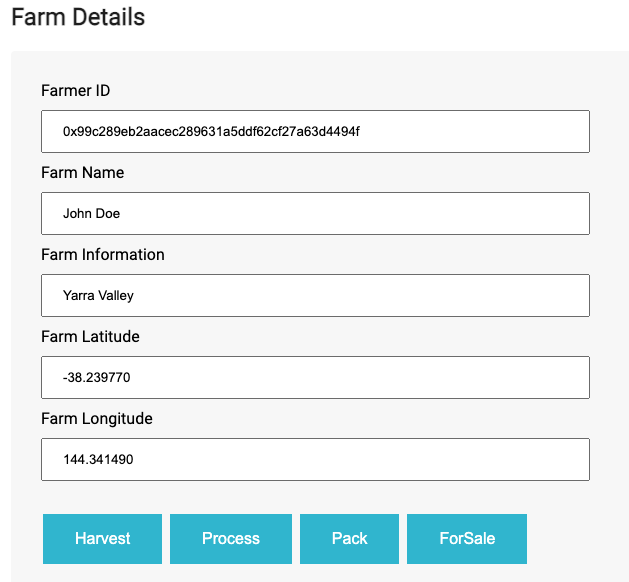 Farm Details
Farmer ID
0x99c289eb2aacec289631a5ddf62cf27a63d4494f
Farm Name
John Doe
Farm Information
Yarra Valley
Farm Latitude
-38.239770
Farm Longitude
144.341490
Harvest Process Pack ForSale